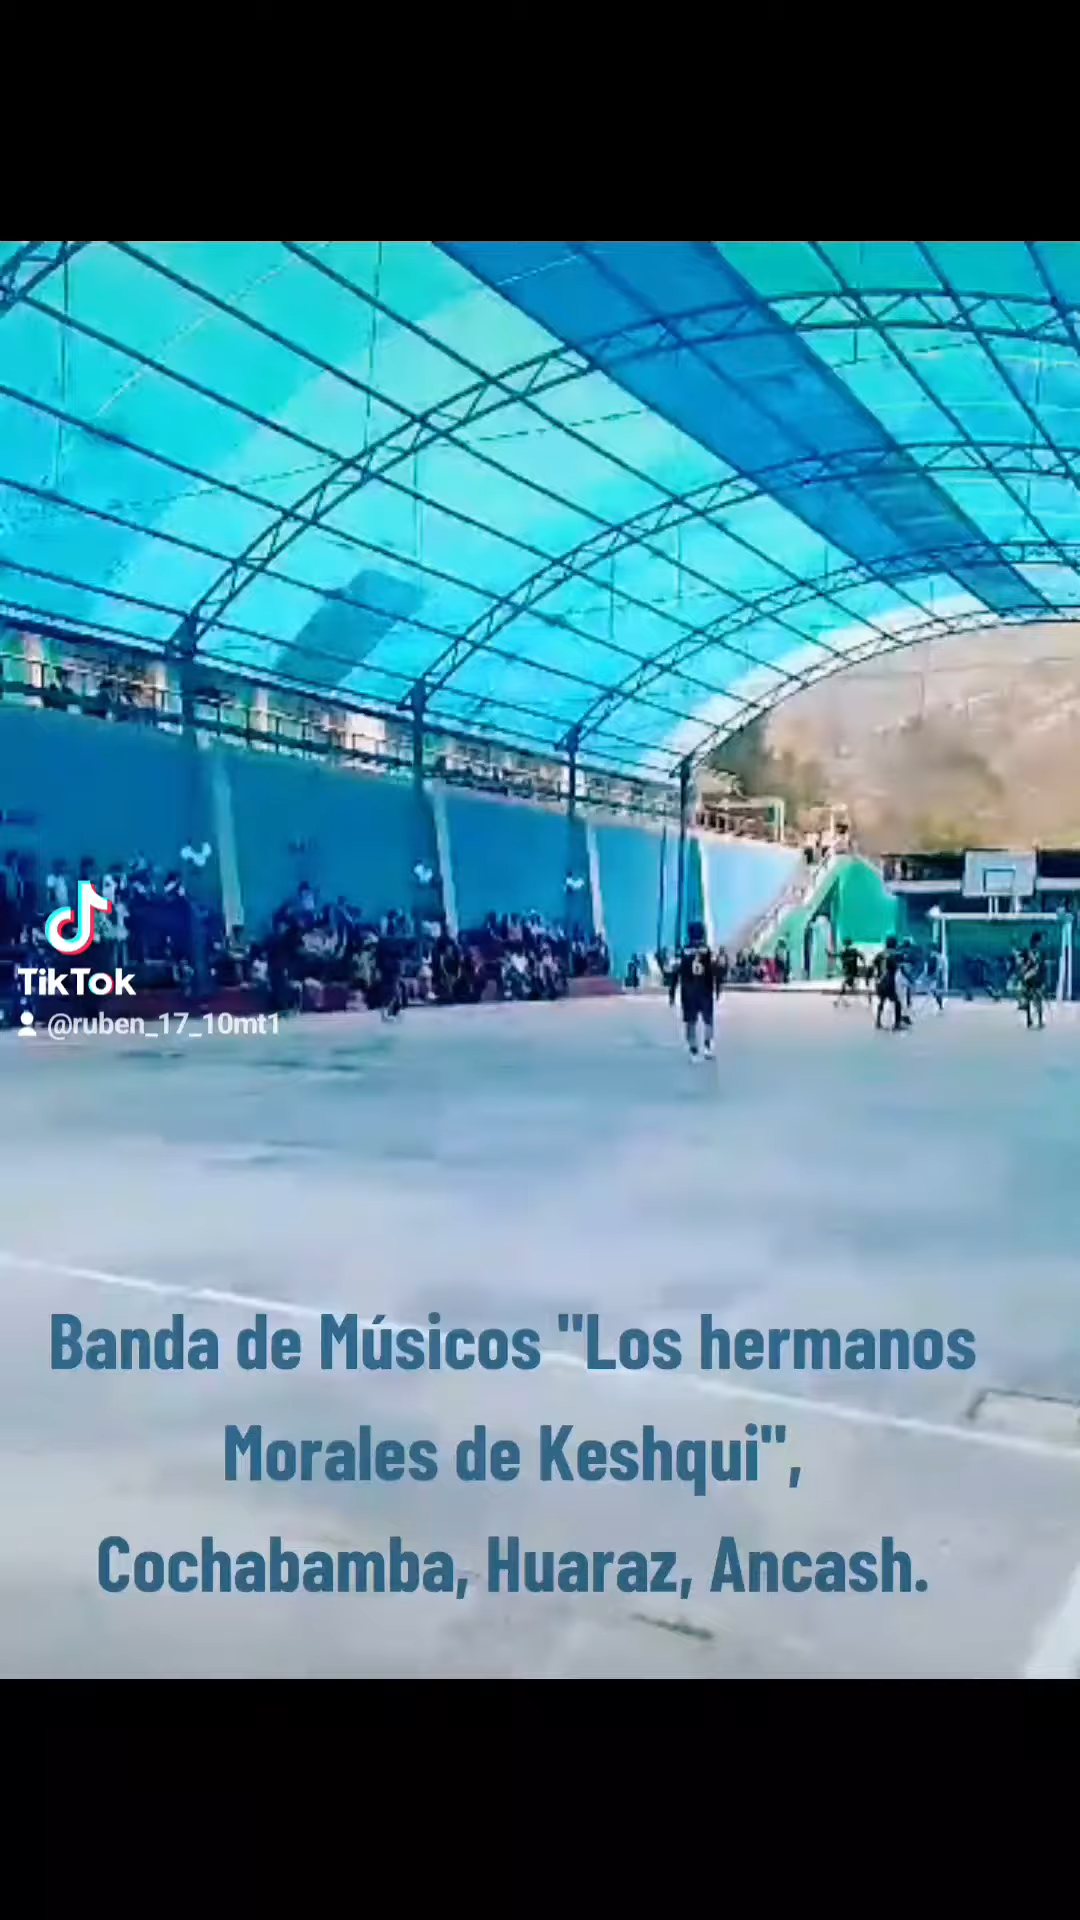 TikTok
@ruben_17_10mt1
Banda de Músicos "Los hermanos
Morales de Keshqui",
Cochabamba, Huaraz, Ancash.